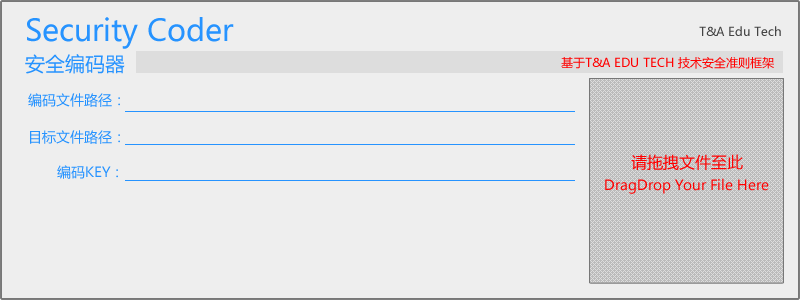 Security Coder
T&A Edu Tech
安全编码器
基于T&A EDU TECH 技术安全准则框架
编码文件路径：
目标文件路径：
编码KEY：
请拖拽文件至此
DragDrop Your File Here